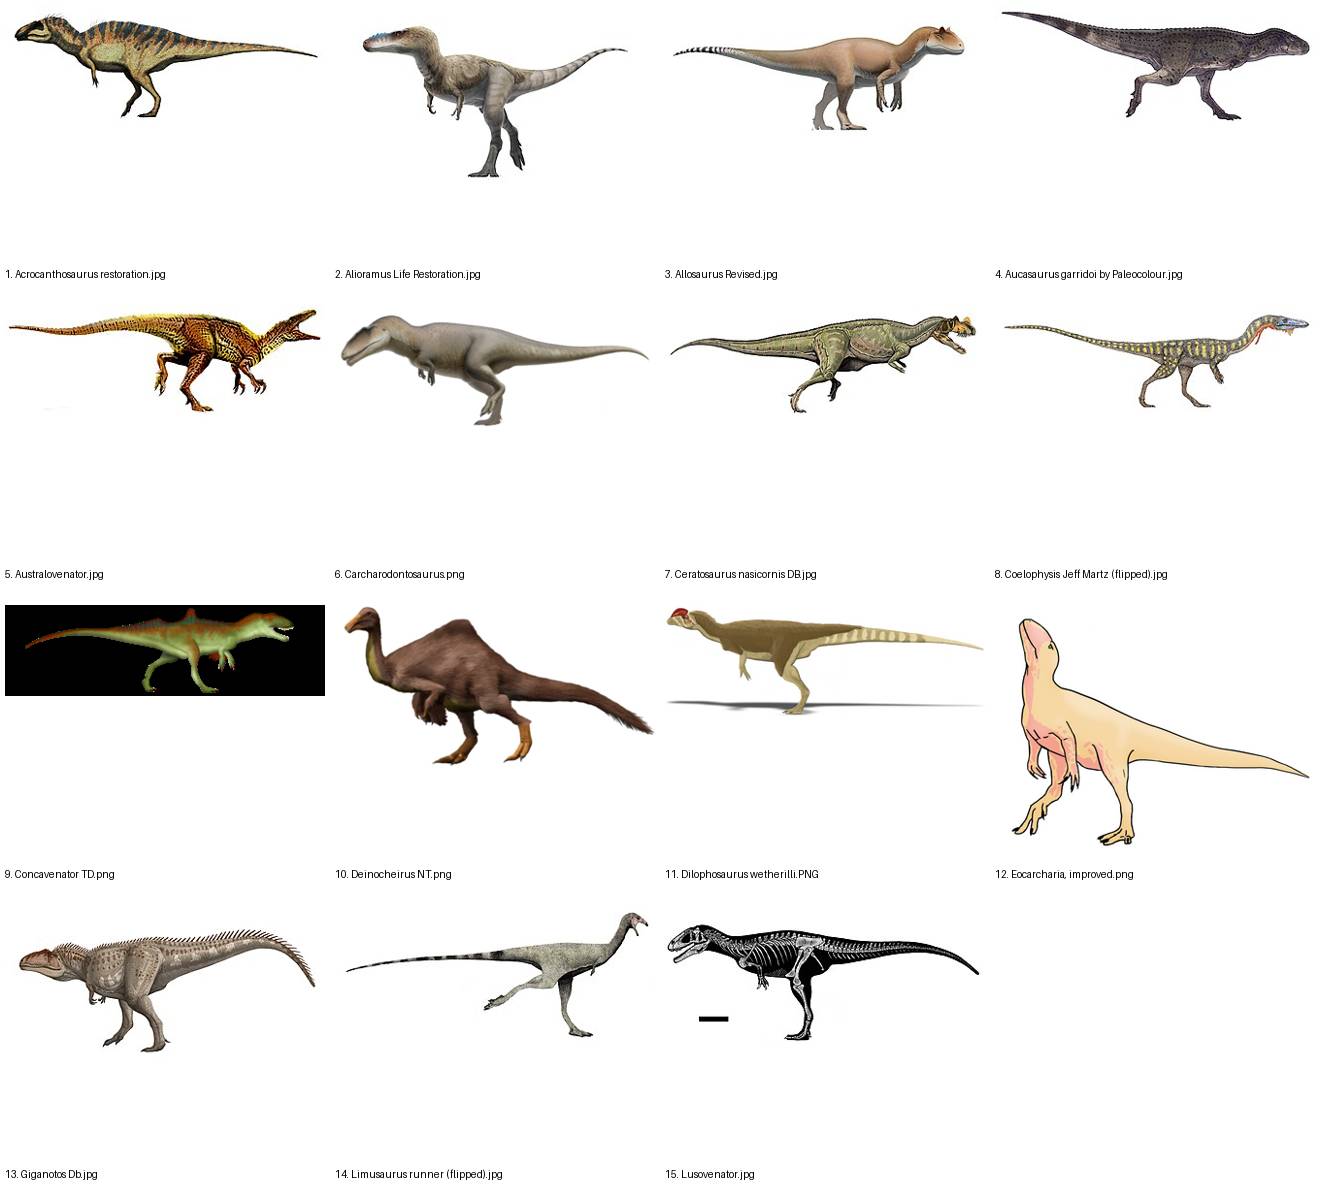 1. Acrocanthosaurus restoration.jpg
2. Alioramus Life Restoration.jpg
3. Allosaurus Revised.jpg
4. Aucasaurus garridoi by Paleocolour.jpg
5. Australovenator.jpg
6. Carcharodontosaurus.png
7. Ceratosaurus nasicornis DB.jpg
8. Coelophysis Jeff Martz (flipped).jpg
9. Concavenator TD.png
10. Deinocheirus NT.png
11. Dilophosaurus wetherilli.PNG
12. Eocarcharia, improved.png
13. Giganotos Db.jpg
14. Limusaurus runner (flipped).jpg
15. Lusovenator.jpg